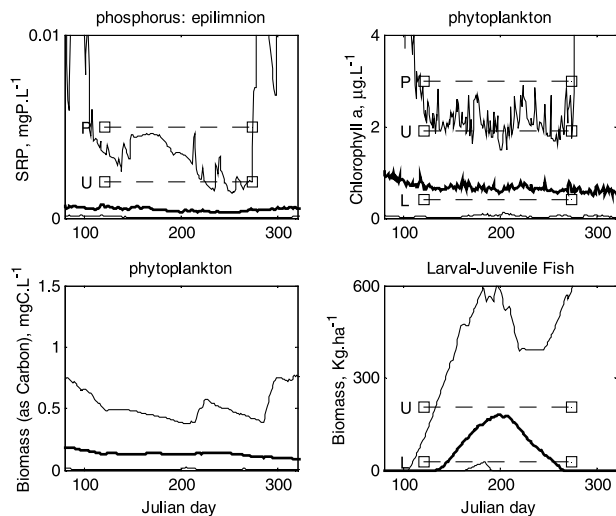 phosphorus: epilimnion
0.01
SRP, mgP.L⁻¹
P
U
0
100
200
300
phytoplankton
4
Chlorophyll a, µg.L⁻¹
P
2
U
L
0
100
200
300
phytoplankton
1.5
Biomass (as Carbon), mgC.L⁻¹
1
0.5
0
100
200
300
Julian day
Larval-Juvenile Fish
600
Biomass, Kg.ha⁻¹
400
U
200
L
0
100
200
300
Julian day